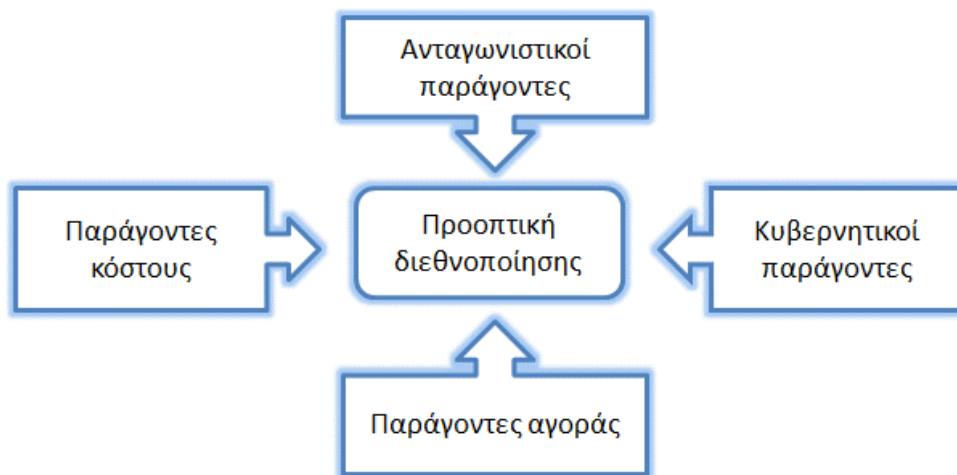 Ανταγωνιστικοί
παράγοντες
Παράγοντες
κόστους
Προοπτική
διεθνοποίησης
Κυβερνητικοί
παράγοντες
Παράγοντες αγοράς